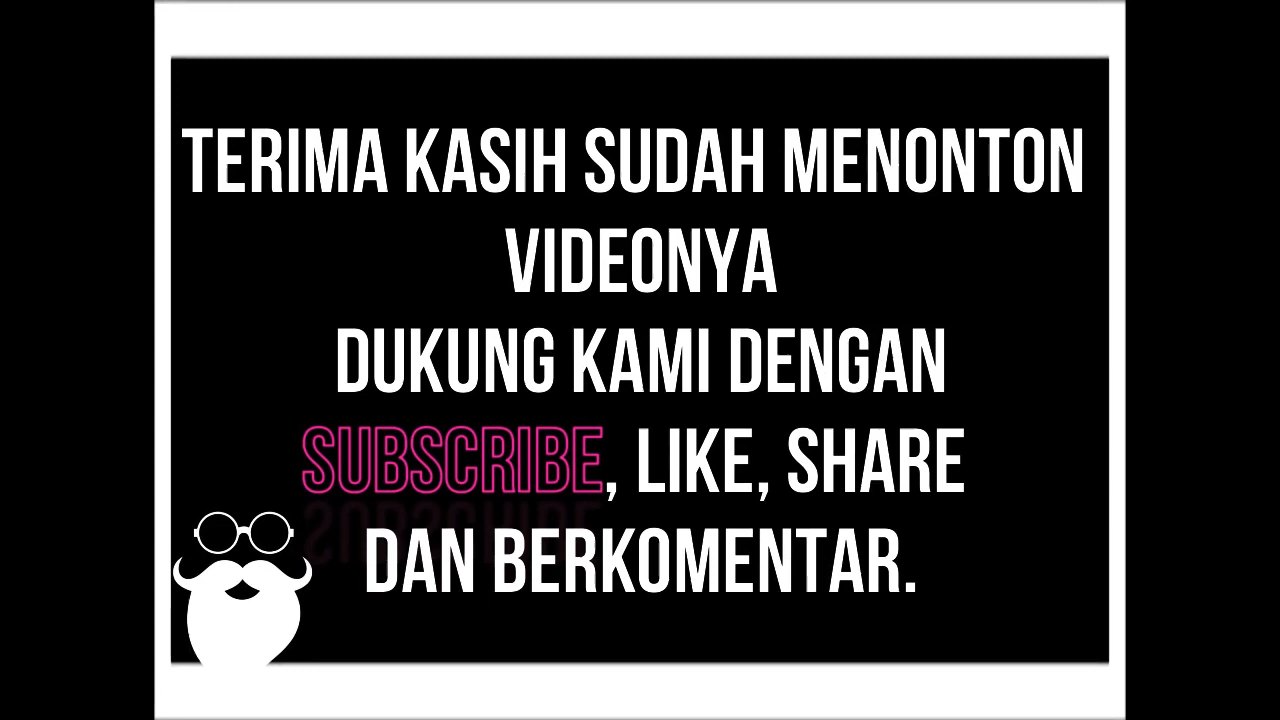 TERIMA KASIH SUDAH MENONTON
VIDEONYA
DUKUNG KAMI DENGAN
SUBSCRIBE, LIKE, SHARE
DAN BERKOMENTAR.